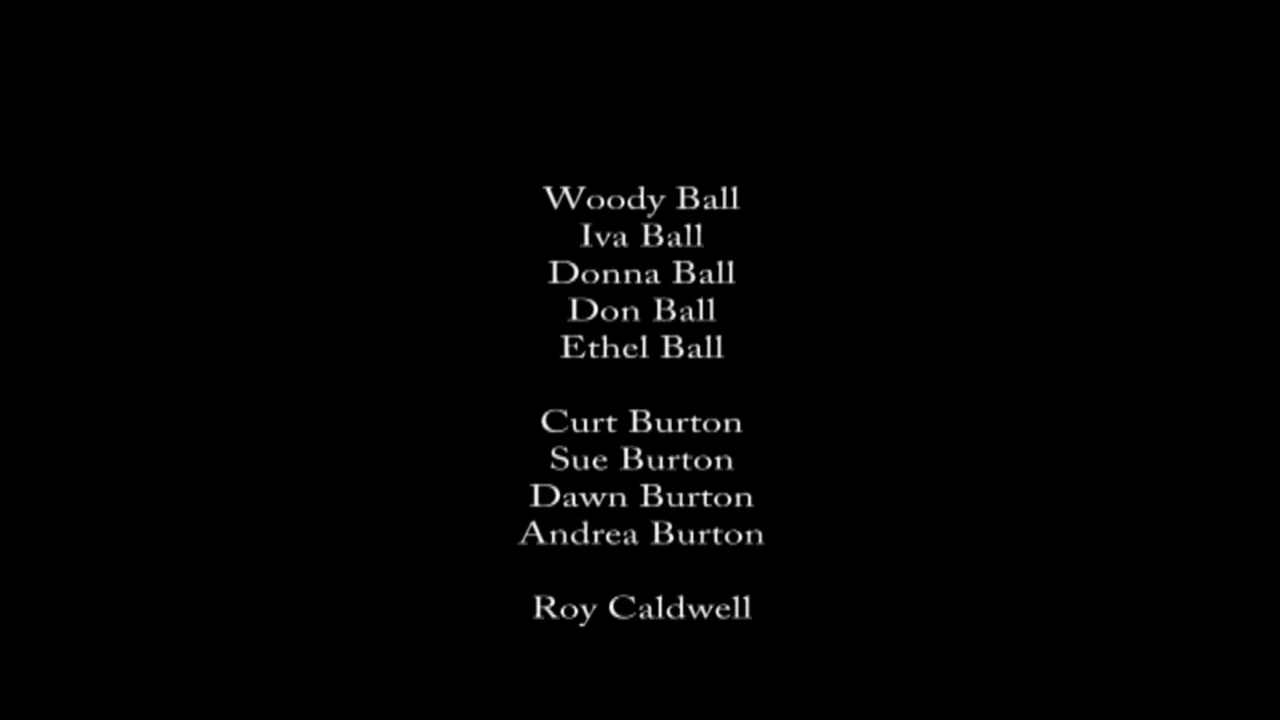 Woody Ball
Iva Ball
Donna Ball
Don Ball
Ethel Ball
Curt Burton
Sue Burton
Dawn Burton
Andrea Burton
Roy Caldwell